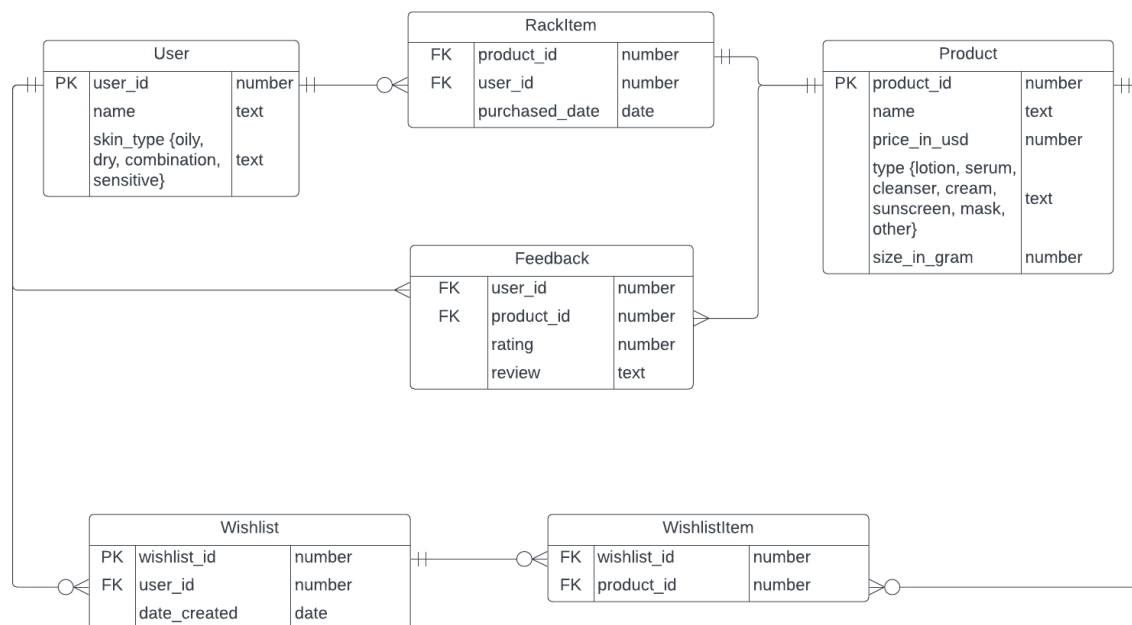 User
PK user_id number
name text
skin_type {oily,
dry, combination, text
sensitive}
RackItem
FK product_id number
FK user_id number
purchased_date date
Product
PK product_id number
name text
price_in_usd number
type {lotion, serum,
cleanser, cream,
sunscreen, mask, text
other}
size_in_gram number
Feedback
FK user_id number
FK product_id number
rating number
review text
Wishlist
PK wishlist_id number
FK user_id number
date_created date
WishlistItem
FK wishlist_id number
FK product_id number